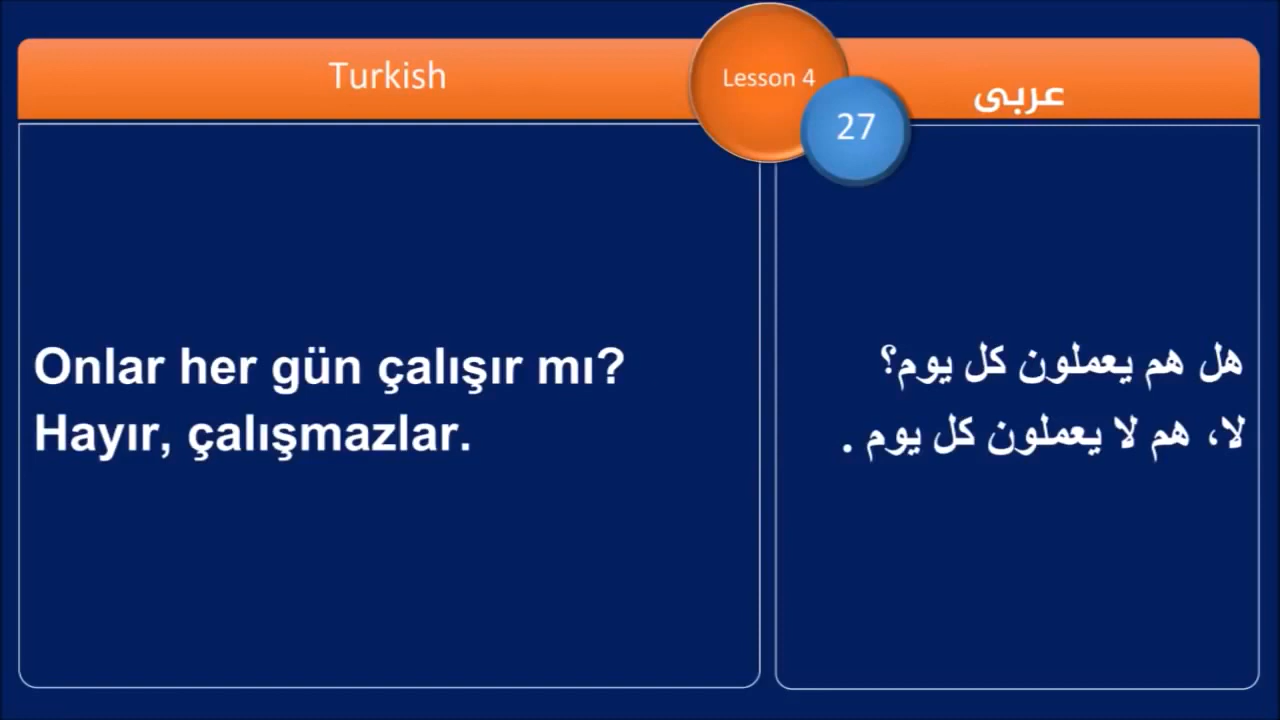 Turkish
Lesson 4
27
عربى
Onlar her gün çalışır mı?
Hayır, çalışmazlar.
هل هم يعملون كل يوم؟
لا، هم لا يعملون كل يوم .